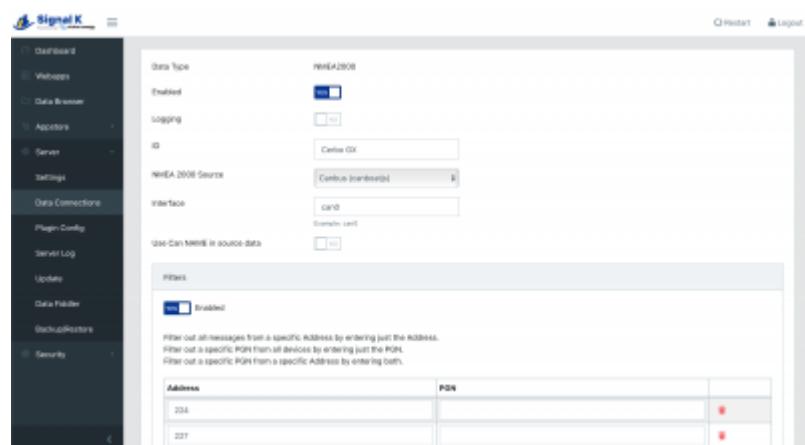 Signal K
Restart
Logout
Dashboard
Webapps
Data Browser
Appstore
Server
Settings
Data Connections
Plugin Config
Server Log
Update
Data Fiddler
Backup/Restore
Security
Data Type NMEA2000
Enabled YES
Logging NO
ID Cerbo GX
NMEA 2000 Source Canbus (canboatjs)
Interface can0
Example: can0
Use Can NAME in source data NO
Filters
YES Enabled
Filter out all messages from a specific Address by entering just the Address.
Filter out a specific PGN from all devices by entering just the PGN.
Filter out a specific PGN from a specific Address by entering both.
Address PGN
224
227